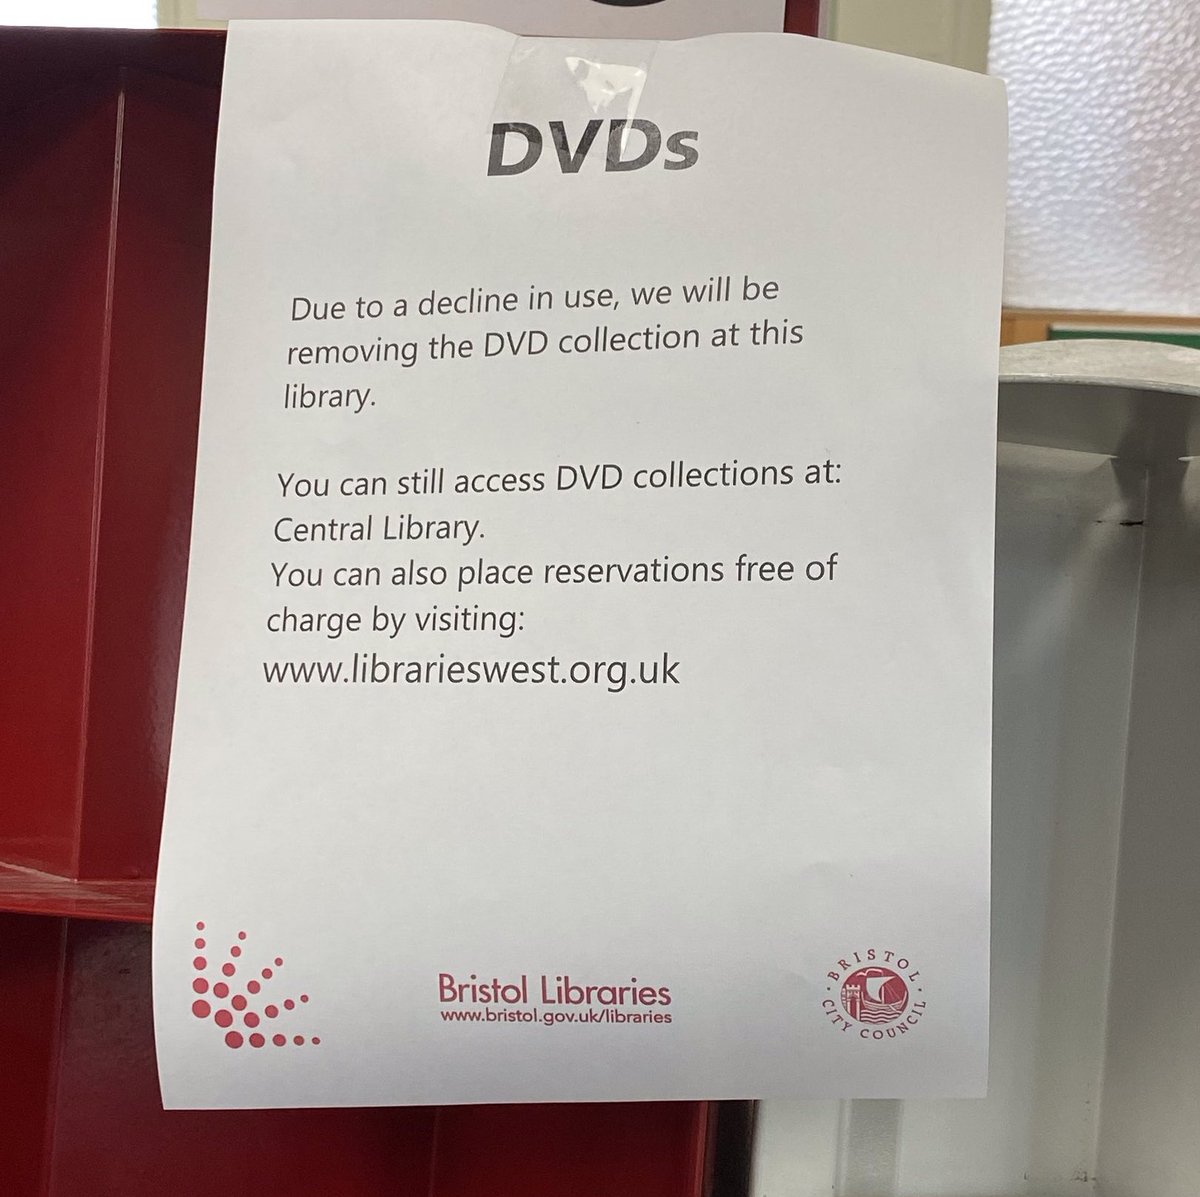 DVDs
Due to a decline in use, we will be
removing the DVD collection at this
library.
You can still access DVD collections at:
Central Library.
You can also place reservations free of
charge by visiting:
www.librarieswest.org.uk
Bristol Libraries
www.bristol.gov.uk/libraries
BRISTOL
CITY COUNCIL